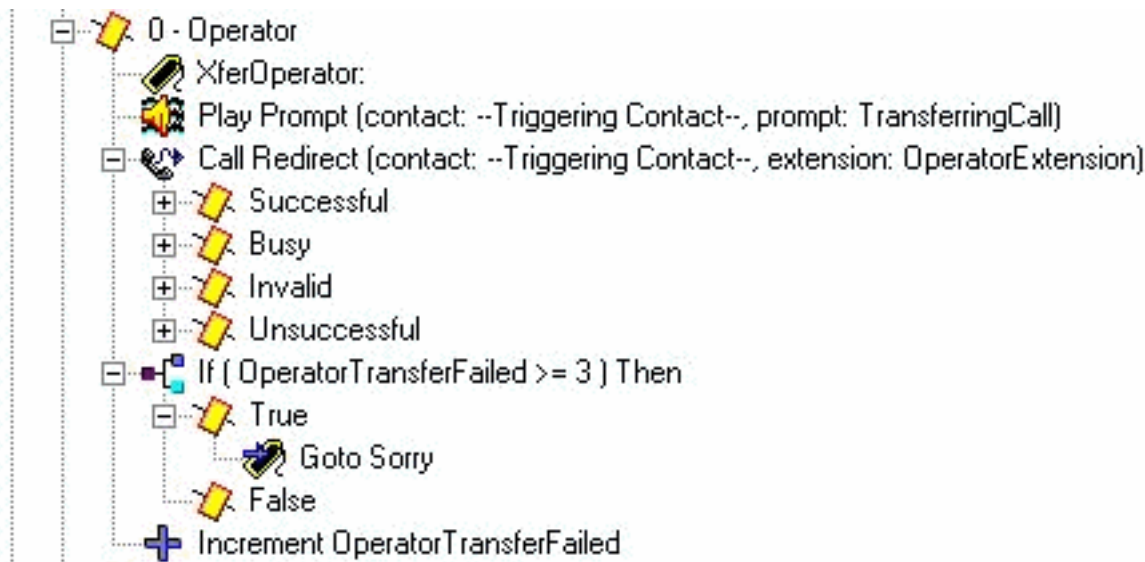 0 - Operator
XferOperator:
Play Prompt (contact: --Triggering Contact--, prompt: TransferringCall)
Call Redirect (contact: --Triggering Contact--, extension: OperatorExtension)
Successful
Busy
Invalid
Unsuccessful
If ( OperatorTransferFailed >= 3 ) Then
True
Goto Sorry
False
Increment OperatorTransferFailed